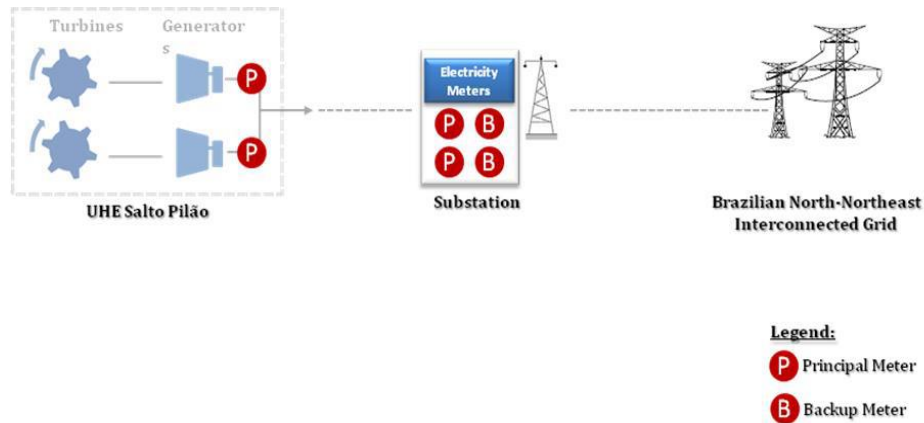 Turbines
Generator
s
P
P
Electricity
Meters
P B
P B
UHE Salto Pilão
Substation
Brazilian North-Northeast
Interconnected Grid
Legend:
P Principal Meter
B Backup Meter